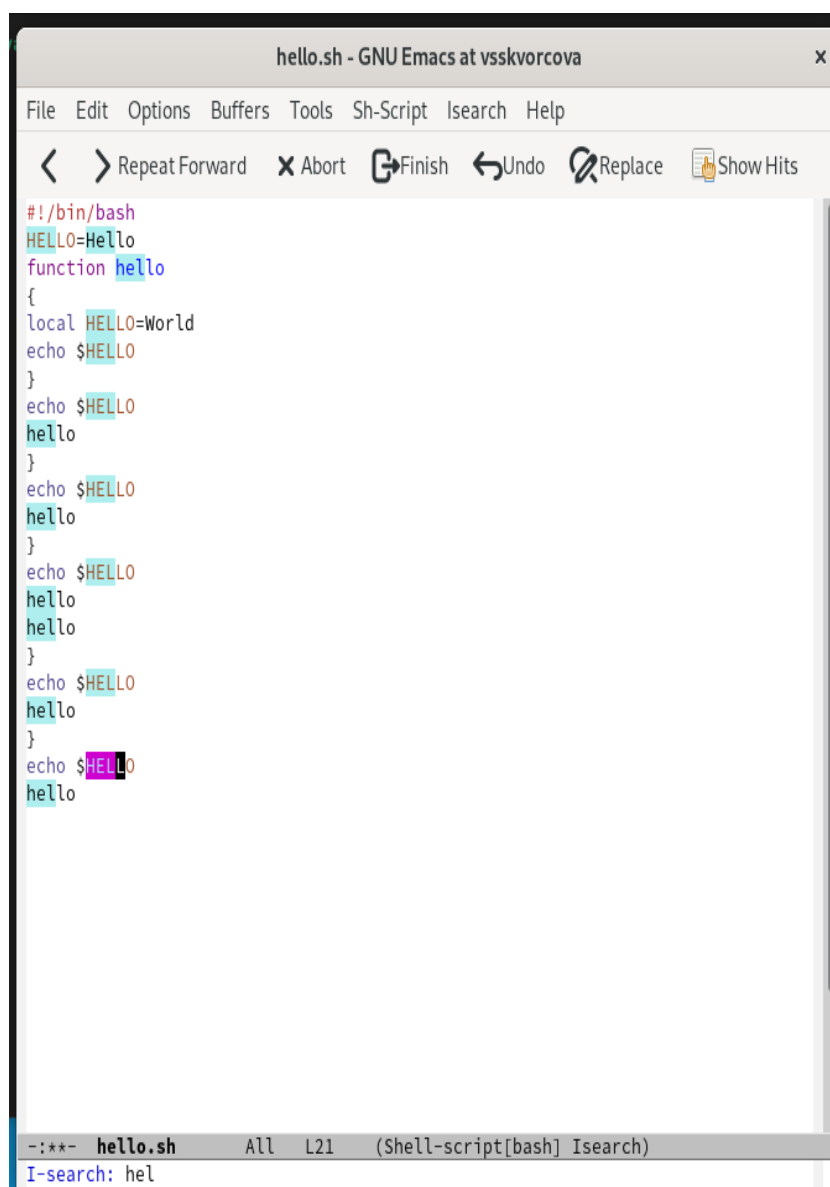 hello.sh - GNU Emacs at vsskvorcova
x
File Edit Options Buffers Tools Sh-Script Isearch Help
Repeat Forward Abort Finish Undo Replace Show Hits
#!/bin/bash
HELLO=Hello
function hello
{
local HELLO=World
echo $HELLO
}
echo $HELLO
hello
}
echo $HELLO
hello
}
echo $HELLO
hello
hello
}
echo $HELLO
hello
}
echo $HELLO
hello
-:**- hello.sh All L21 (Shell-script[bash] Isearch)
I-search: hel